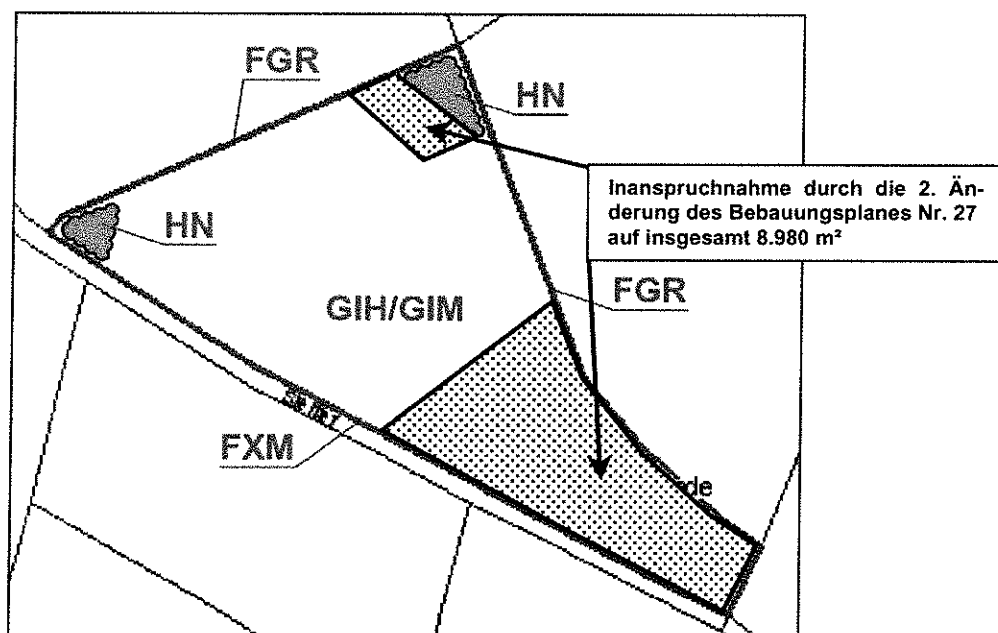 FGR
HN
Inanspruchnahme durch die 2. Än-
derung des Bebauungsplanes Nr. 27
auf insgesamt 8.980 m²
HN
FGR
GIH/GIM
FXM
de